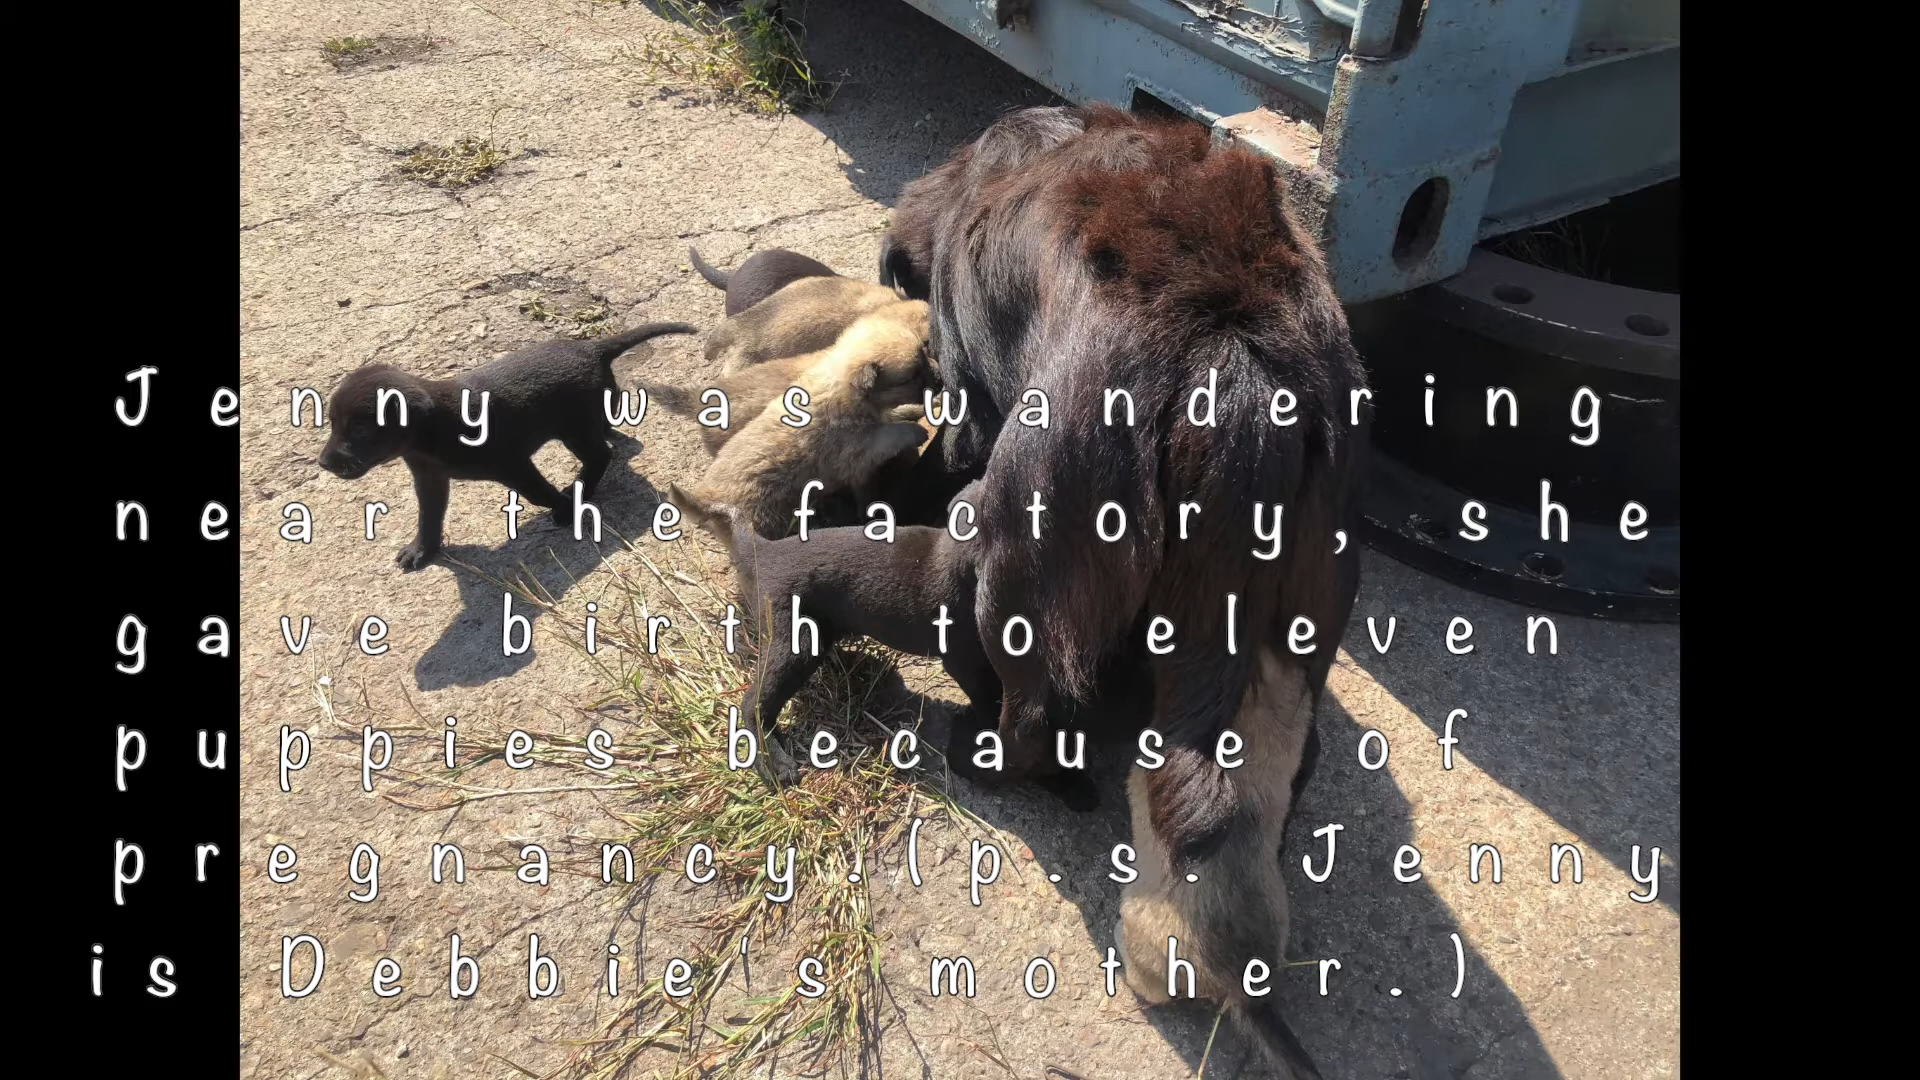 Jenny was wandering
near the factory, she
gave birth to eleven
puppies because of
pregnancy.(p.s. Jenny
is Debbie's mother.)